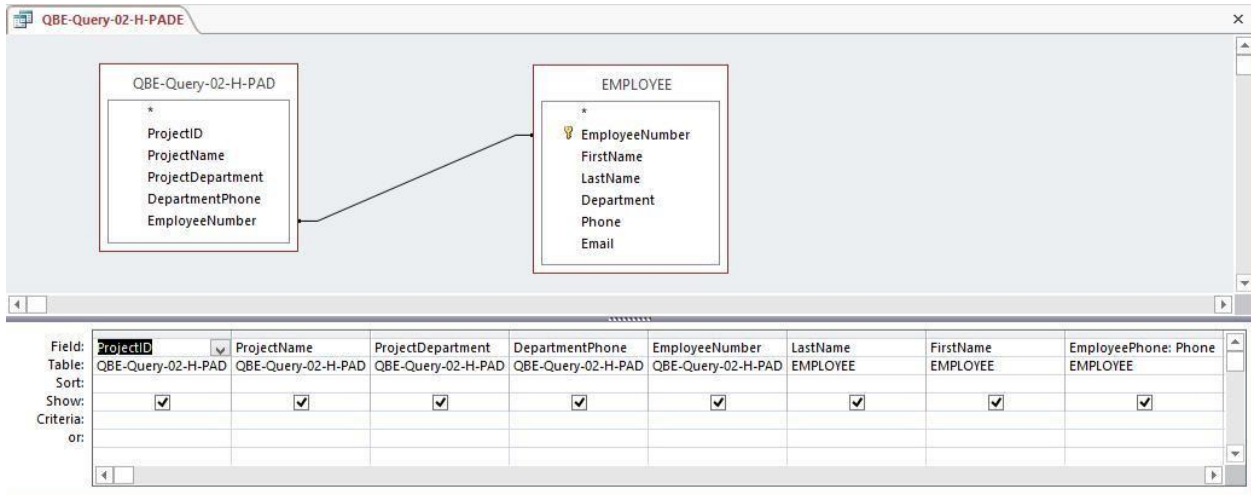 QBE-Query-02-H-PADE
QBE-Query-02-H-PAD
*
ProjectID
ProjectName
ProjectDepartment
DepartmentPhone
EmployeeNumber
EMPLOYEE
*
EmployeeNumber
FirstName
LastName
Department
Phone
Email
Field: ProjectID ProjectName ProjectDepartment DepartmentPhone EmployeeNumber LastName FirstName EmployeePhone: Phone
Table: QBE-Query-02-H-PAD QBE-Query-02-H-PAD QBE-Query-02-H-PAD QBE-Query-02-H-PAD QBE-Query-02-H-PAD EMPLOYEE EMPLOYEE EMPLOYEE
Sort:
Show:
Criteria:
or: